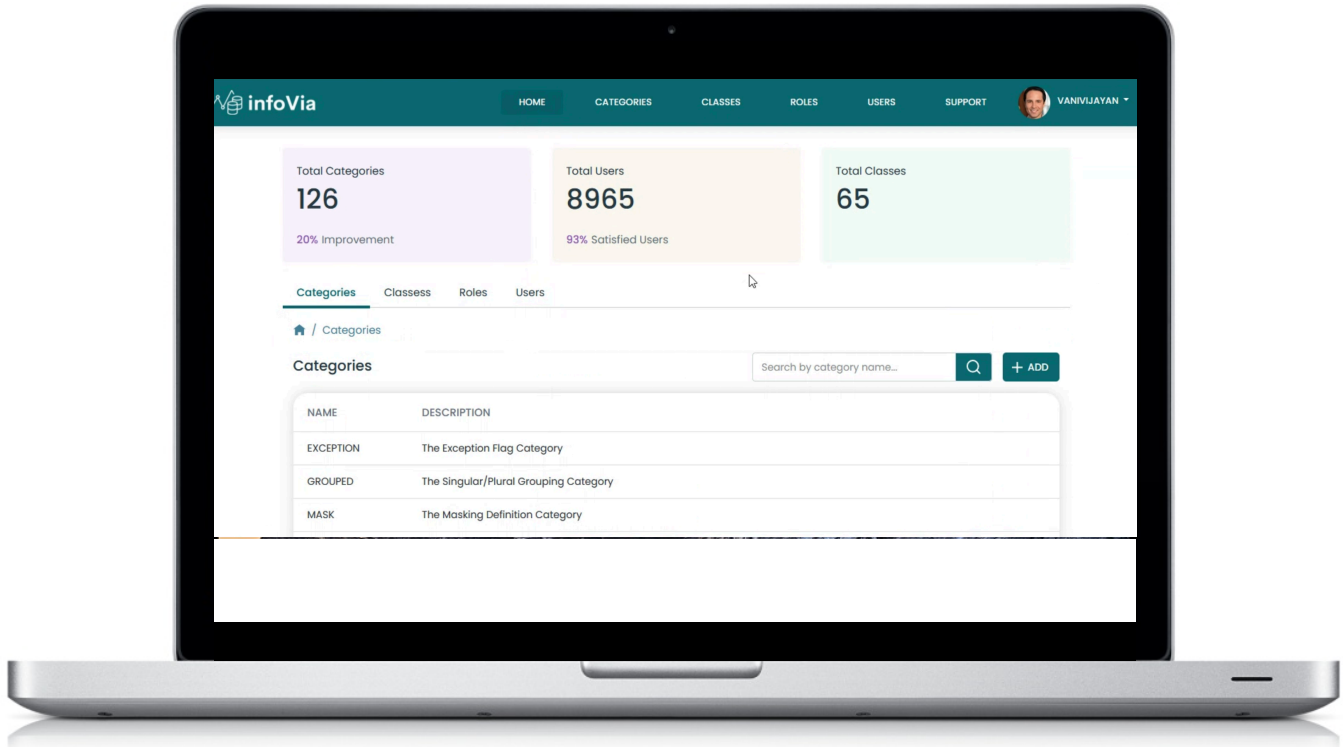 infoVia HOME CATEGORIES CLASSES ROLES USERS SUPPORT VANIVIJAYAN
Total Categories Total Users Total Classes
126 8965 65
20% Improvement 93% Satisfied Users
Categories Classess Roles Users
/ Categories
Categories Search by category name... + ADD
NAME DESCRIPTION
EXCEPTION The Exception Flag Category
GROUPED The Singular/Plural Grouping Category
MASK The Masking Definition Category